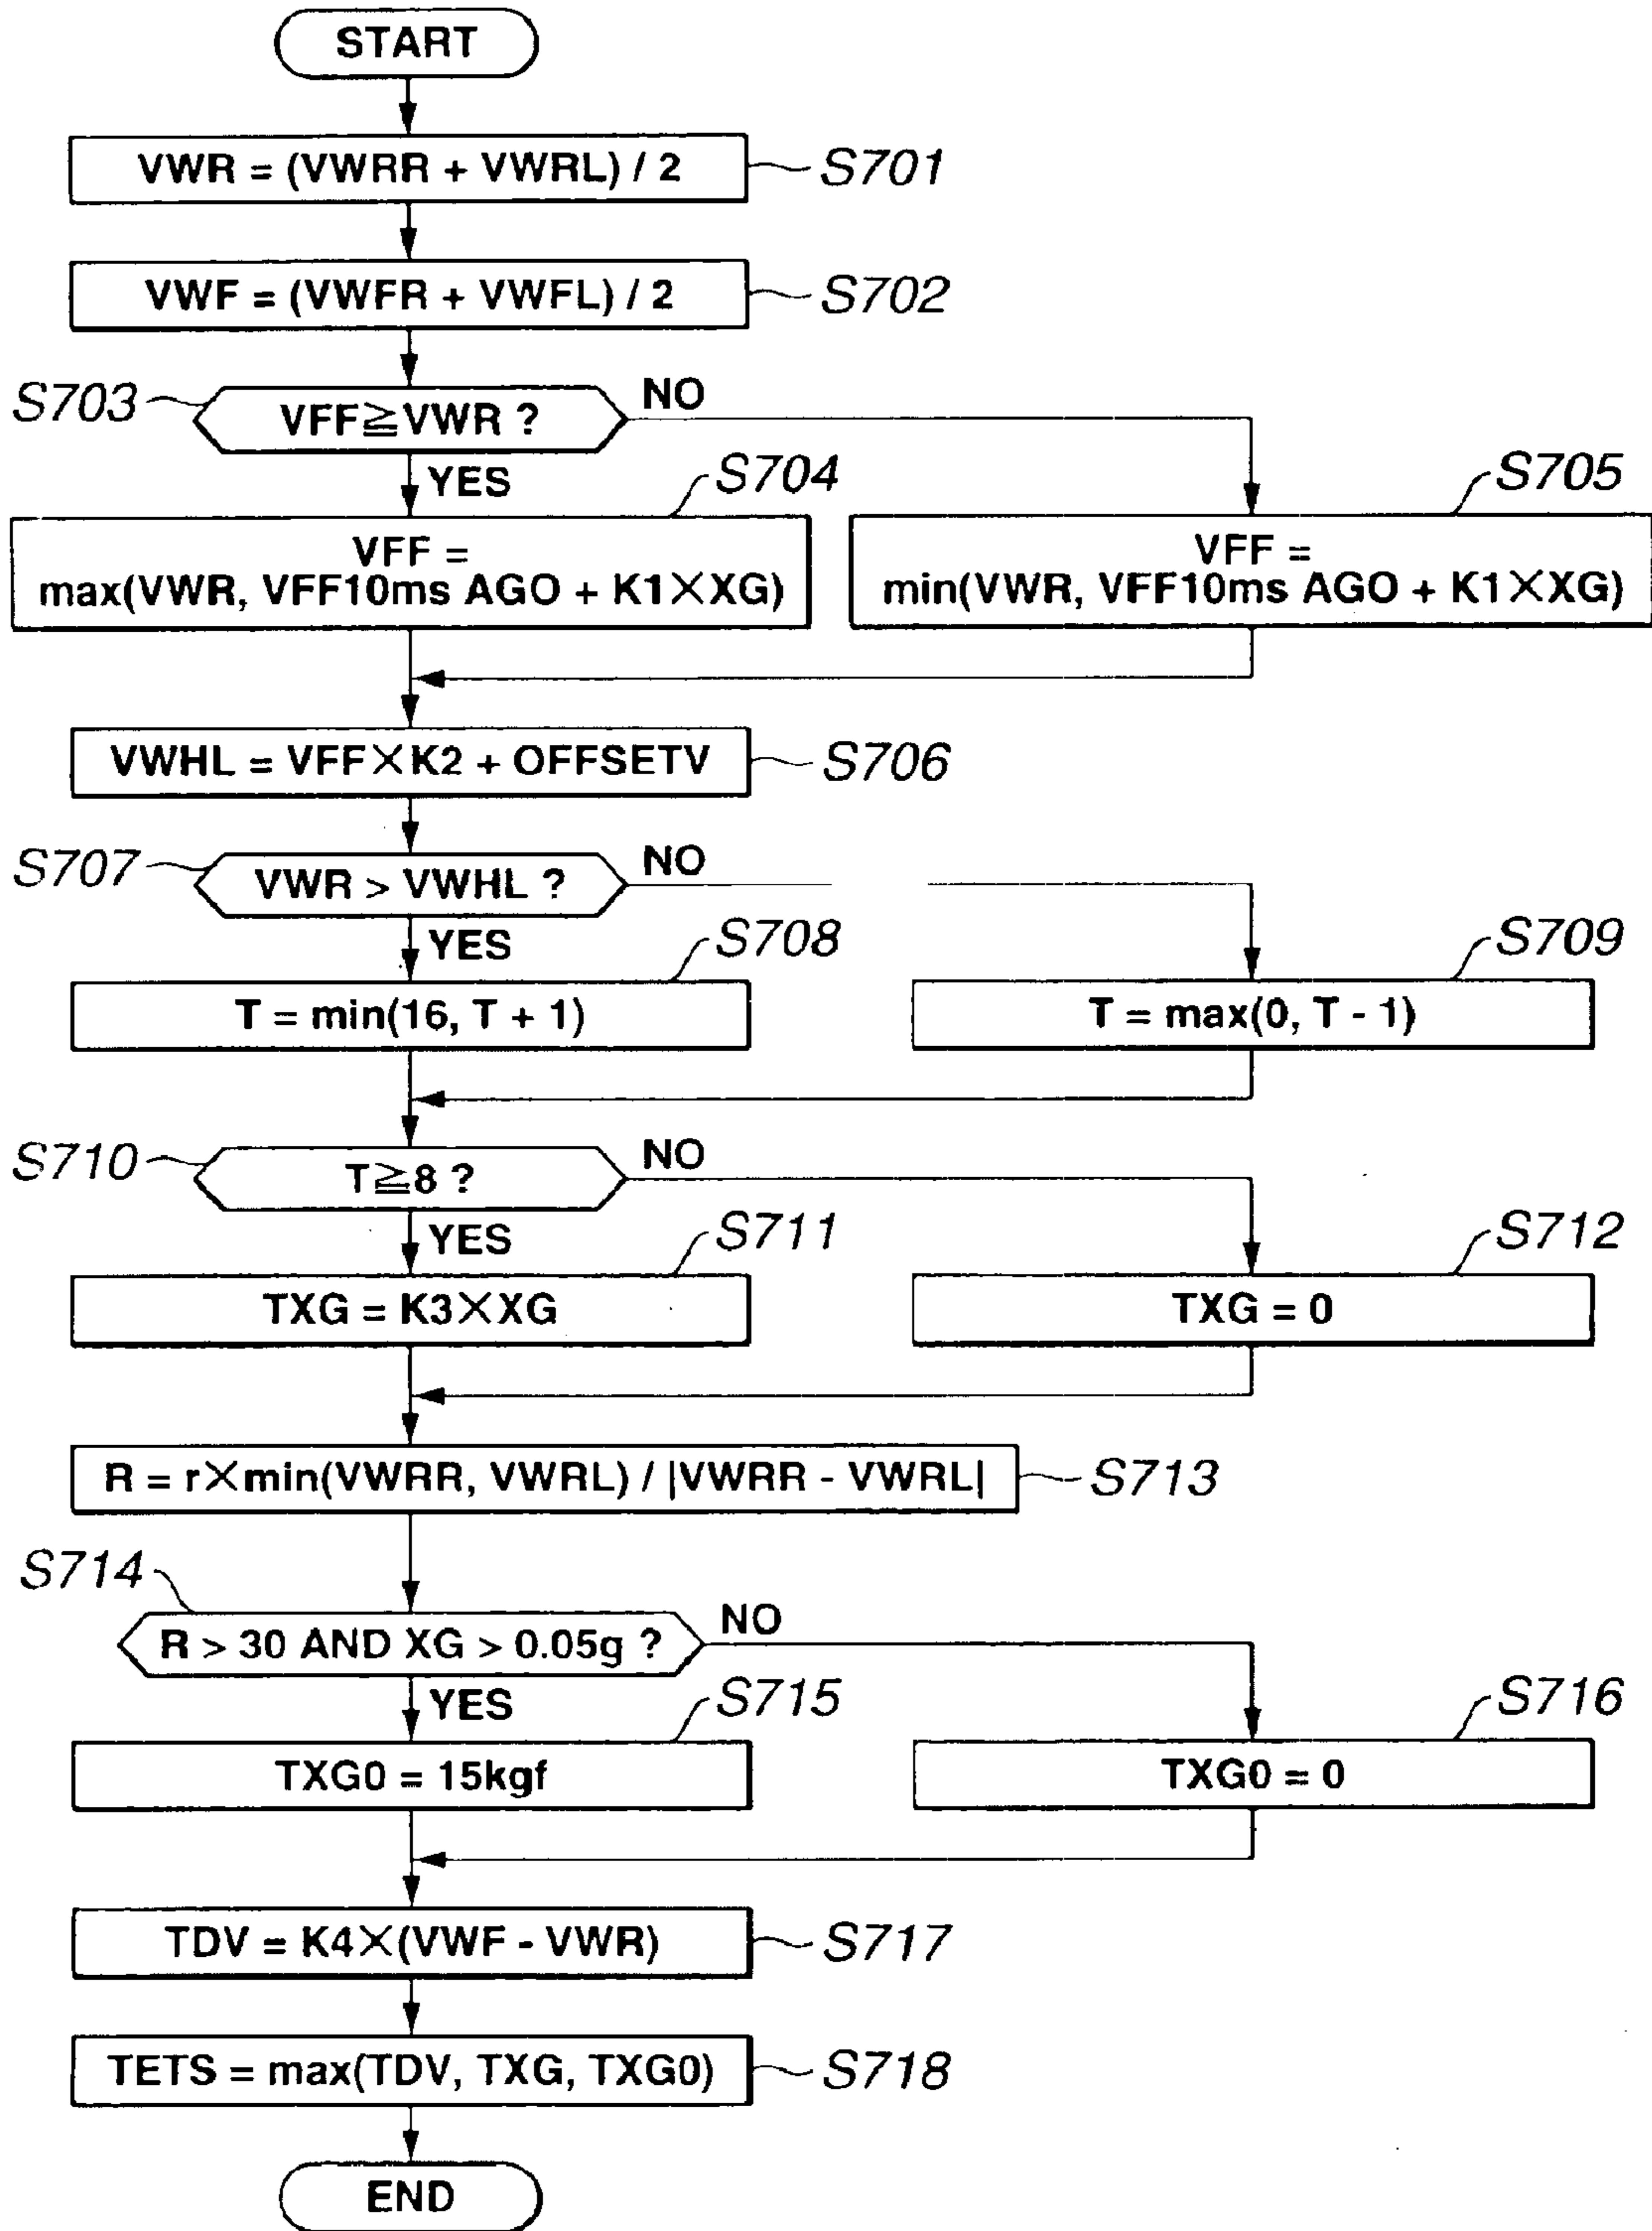 START
VWR = (VWRR + VWRL) / 2
S701
VWF = (VWFR + VWFL) / 2
S702
S703
VFF≧VWR ?
NO
YES
S704
S705
VFF =
max(VWR, VFF10ms AGO + K1×XG)
VFF =
min(VWR, VFF10ms AGO + K1×XG)
VWHL = VFF×K2 + OFFSETV
S706
S707
VWR > VWHL ?
NO
YES
S708
S709
T = min(16, T + 1)
T = max(0, T - 1)
S710
T≧8 ?
NO
YES
S711
S712
TXG = K3×XG
TXG = 0
R = r×min(VWRR, VWRL) / |VWRR - VWRL|
S713
S714
R > 30 AND XG > 0.05g ?
NO
YES
S715
S716
TXG0 = 15kgf
TXG0 = 0
TDV = K4×(VWF - VWR)
S717
TETS = max(TDV, TXG, TXG0)
S718
END